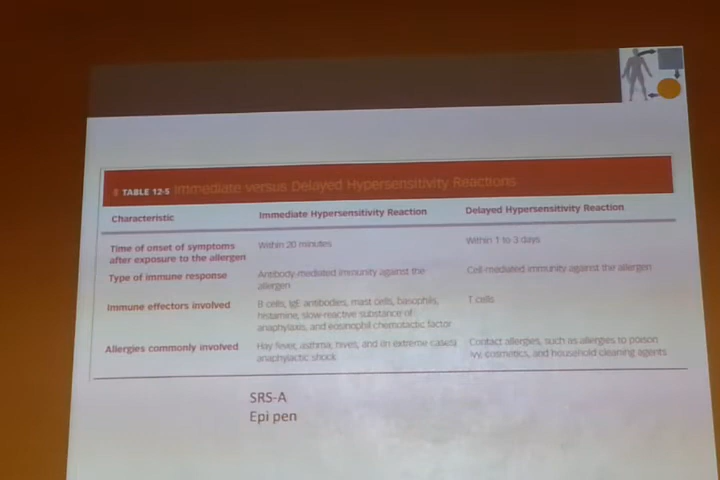 TABLE 12-5 Immediate versus Delayed Hypersensitivity Reactions
Characteristic
Immediate Hypersensitivity Reaction
Delayed Hypersensitivity Reaction
Time of onset of symptoms
after exposure to the allergen
Within 20 minutes
Within 1 to 3 days
Type of immune response
Antibody-mediated immunity against the
allergen
Cell-mediated immunity against the allergen
Immune effectors involved
B cells, IgE antibodies, mast cells, basophils,
histamine, slow-reactive substance of
anaphylaxis, and eosinophil chemotactic factor
T cells
Allergies commonly involved
Hay fever, asthma, hives, and (in extreme cases)
anaphylactic shock
Contact allergies, such as allergies to poison
ivy, cosmetics, and household cleaning agents
SRS-A
Epi pen